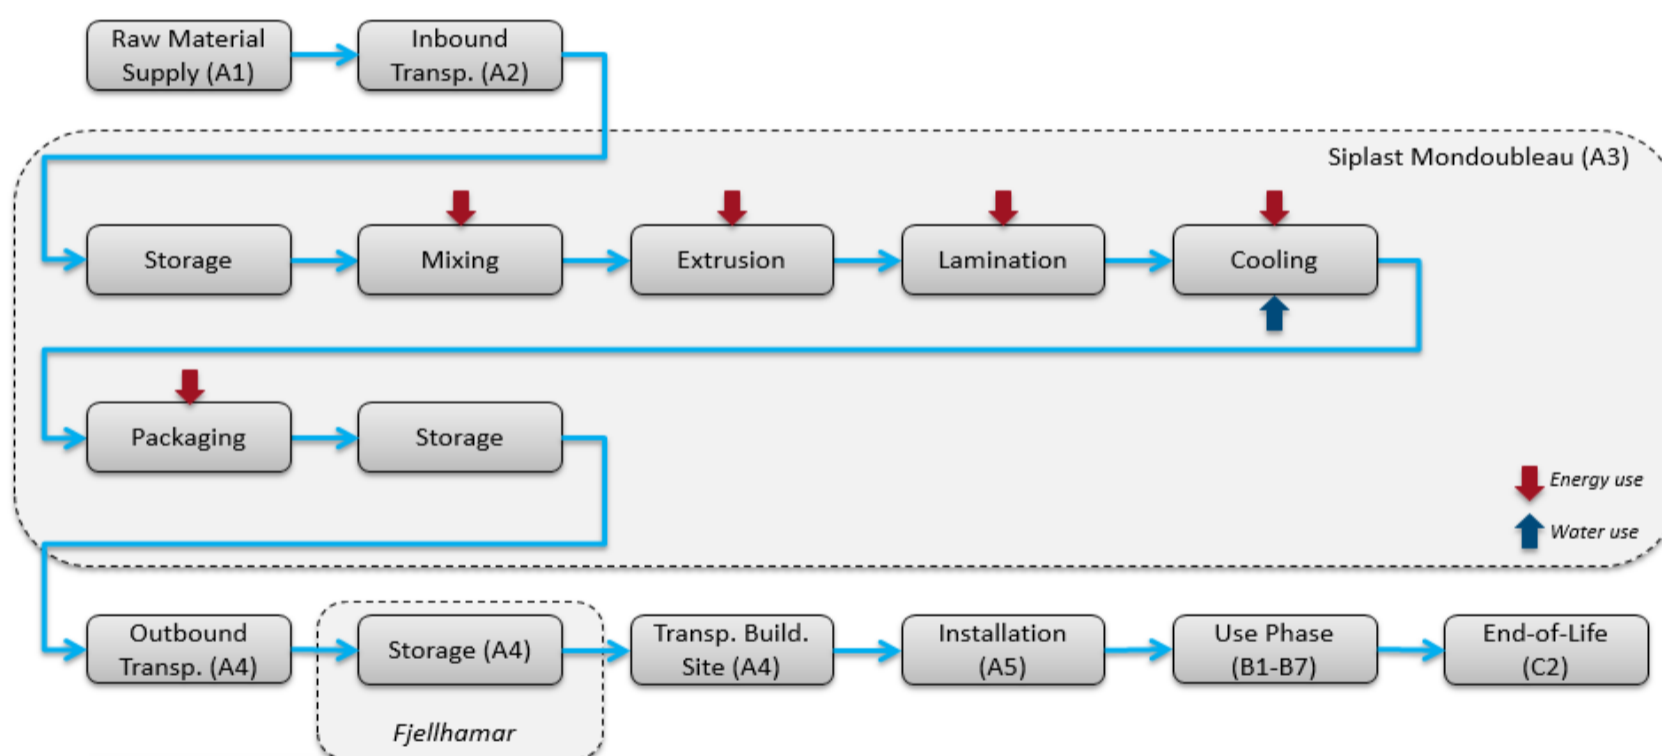 Raw Material
Supply (A1)
Inbound
Transp. (A2)
Siplast Mondoubleau (A3)
Storage
Mixing
Extrusion
Lamination
Cooling
Packaging
Storage
Energy use
Water use
Outbound
Transp. (A4)
Storage (A4)
Transp. Build.
Site (A4)
Installation
(A5)
Use Phase
(B1-B7)
End-of-Life
(C2)
Fjellhamar